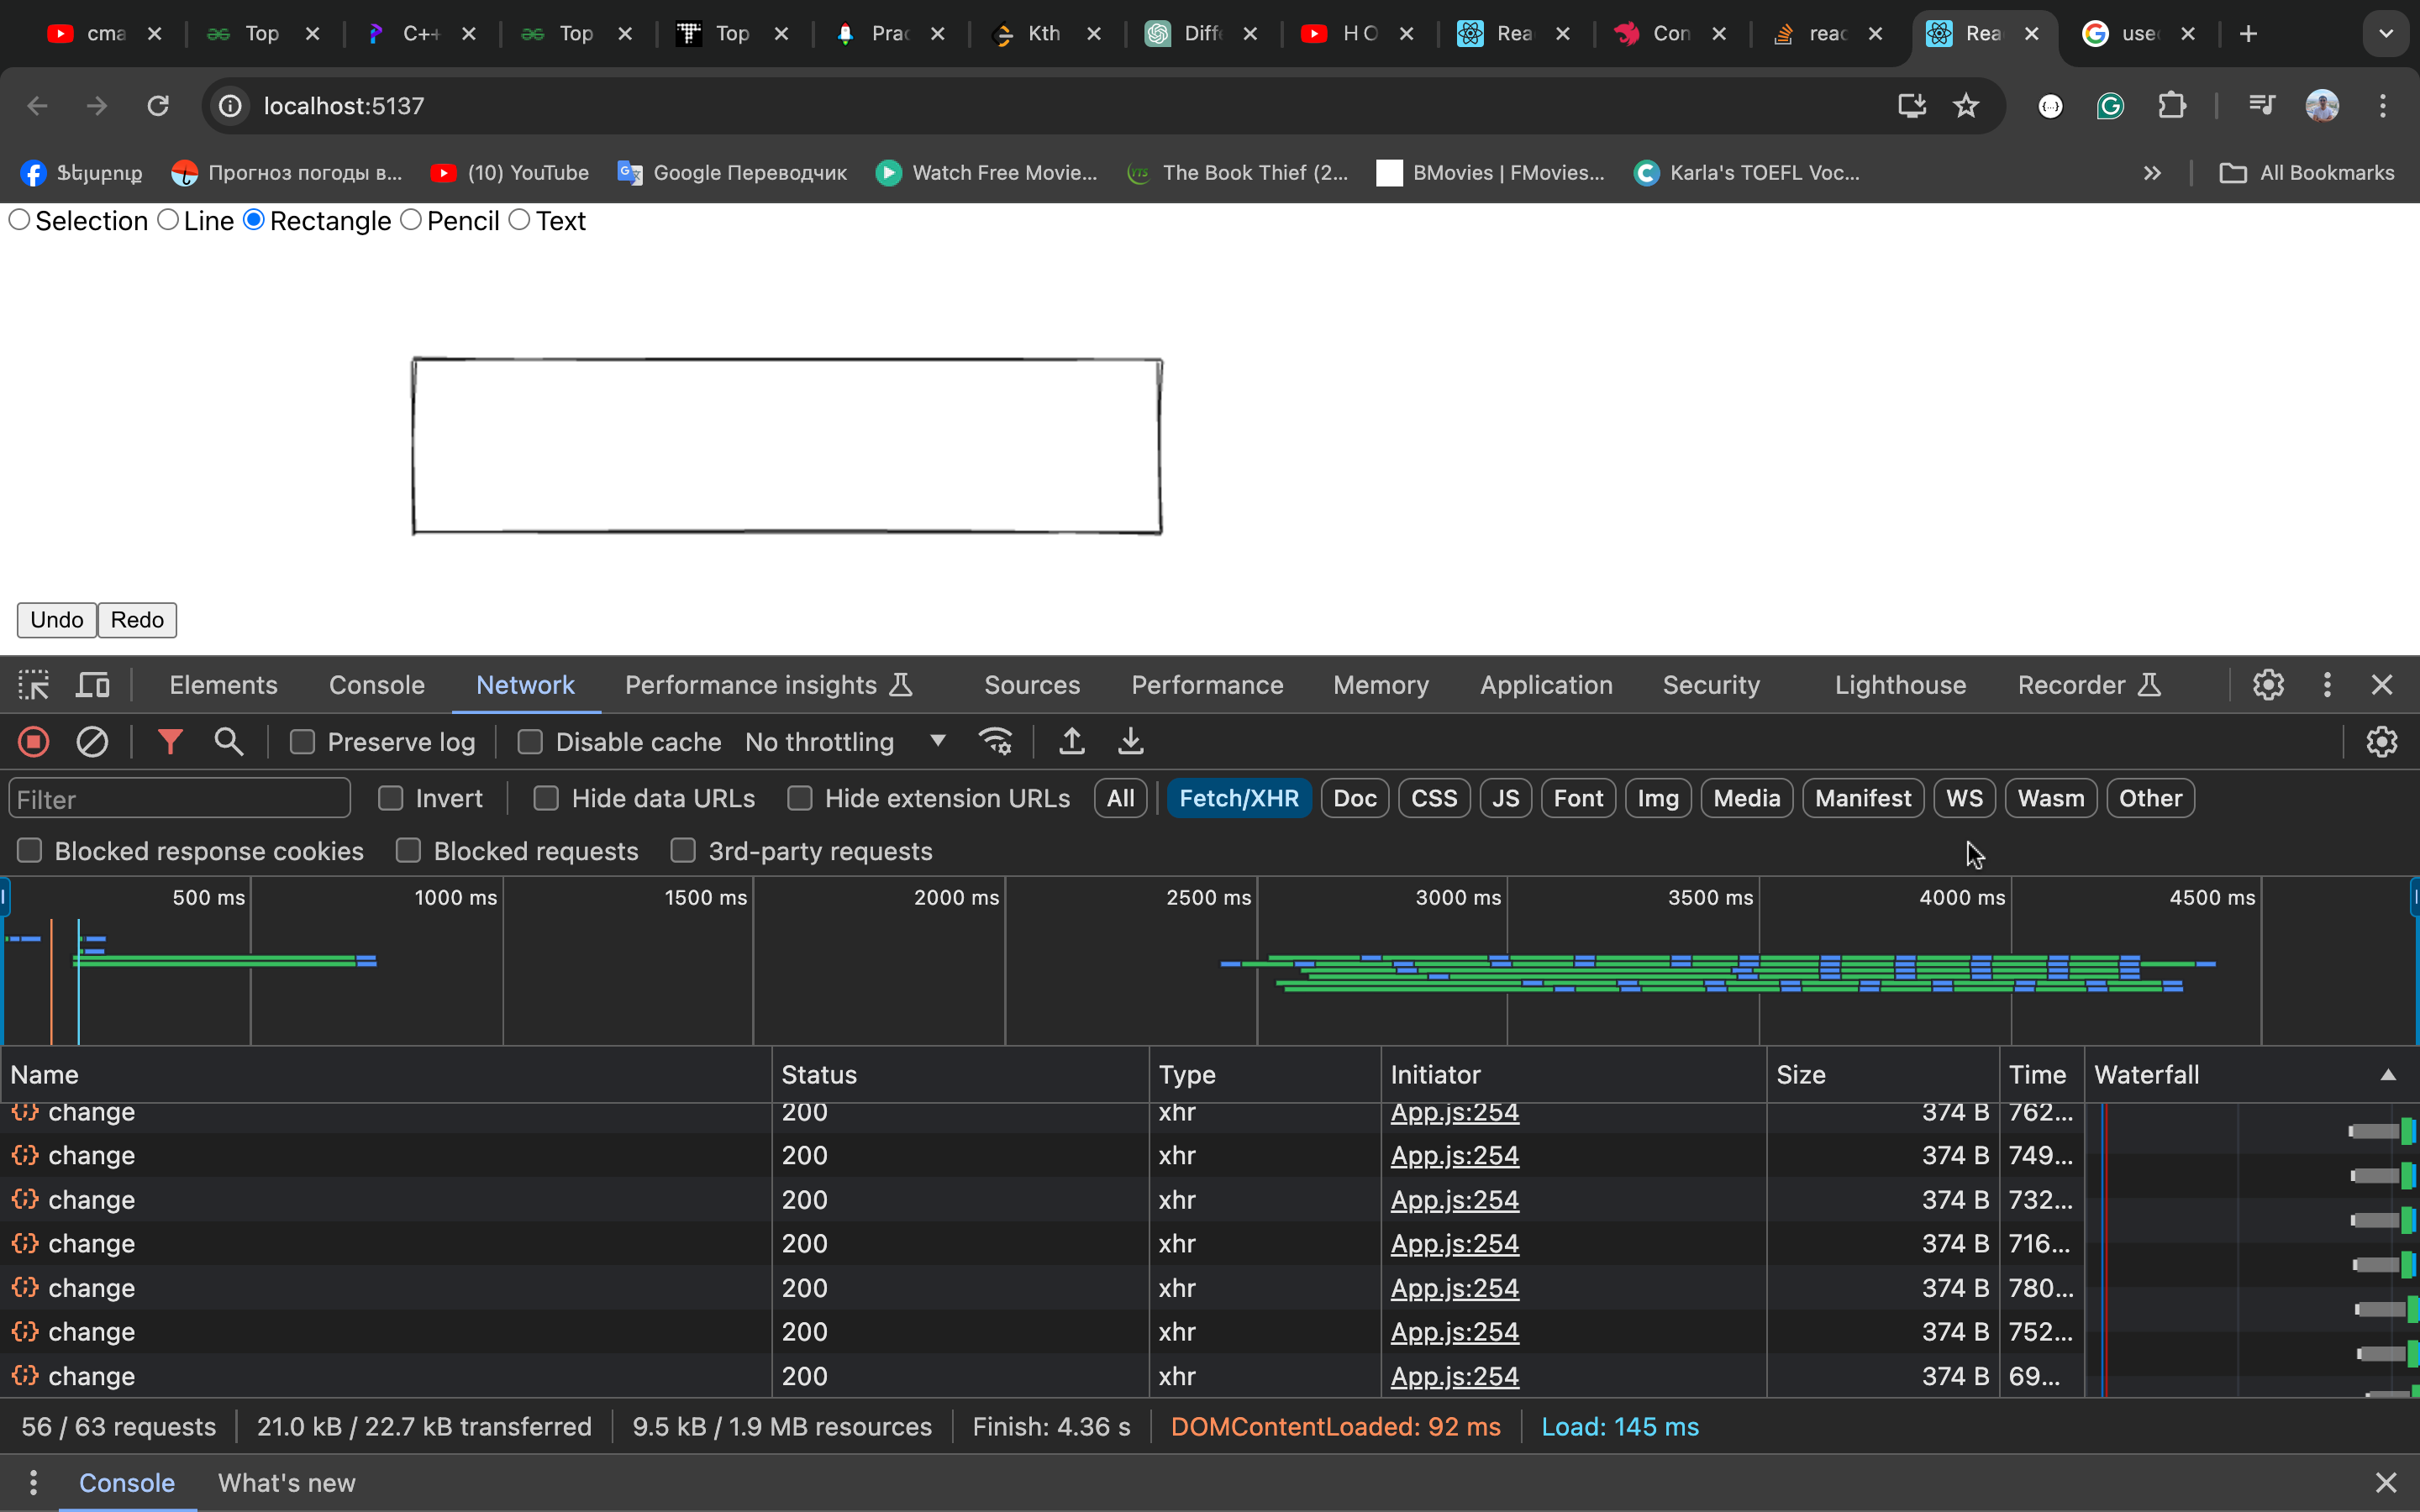 cma Top C++ Top Top Prac Kth Diffe H O Rea Con reac Rea used
localhost:5137
Ֆեյսբուք Прогноз погоды в... (10) YouTube Google Переводчик Watch Free Movie... The Book Thief (2... BMovies | FMovies... Karla's TOEFL Voc... » All Bookmarks
Selection Line Rectangle Pencil Text
Undo Redo
Elements Console Network Performance insights Sources Performance Memory Application Security Lighthouse Recorder
Preserve log Disable cache No throttling
Filter Invert Hide data URLs Hide extension URLs All Fetch/XHR Doc CSS JS Font Img Media Manifest WS Wasm Other
Blocked response cookies Blocked requests 3rd-party requests
500 ms 1000 ms 1500 ms 2000 ms 2500 ms 3000 ms 3500 ms 4000 ms 4500 ms
Name Status Type Initiator Size Time Waterfall
change 200 xhr App.js:254 374 B 762...
change 200 xhr App.js:254 374 B 749...
change 200 xhr App.js:254 374 B 732...
change 200 xhr App.js:254 374 B 716...
change 200 xhr App.js:254 374 B 780...
change 200 xhr App.js:254 374 B 752...
change 200 xhr App.js:254 374 B 69...
56 / 63 requests 21.0 kB / 22.7 kB transferred 9.5 kB / 1.9 MB resources Finish: 4.36 s DOMContentLoaded: 92 ms Load: 145 ms
Console What's new